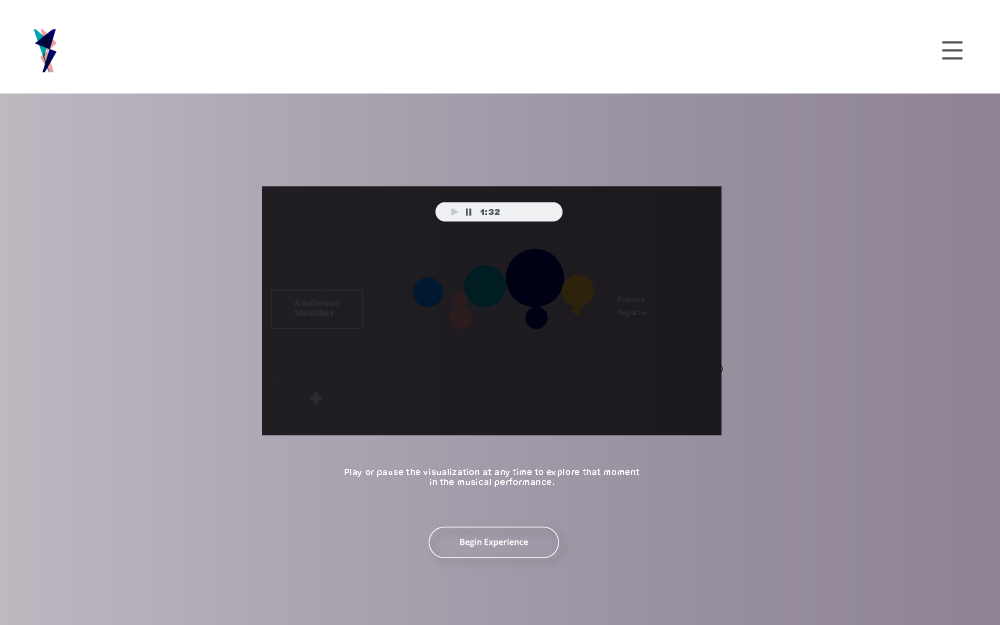 1:32
Audience
Member
Positive
Negative
Play or pause the visualization at any time to explore that moment
in the musical performance.
Begin Experience